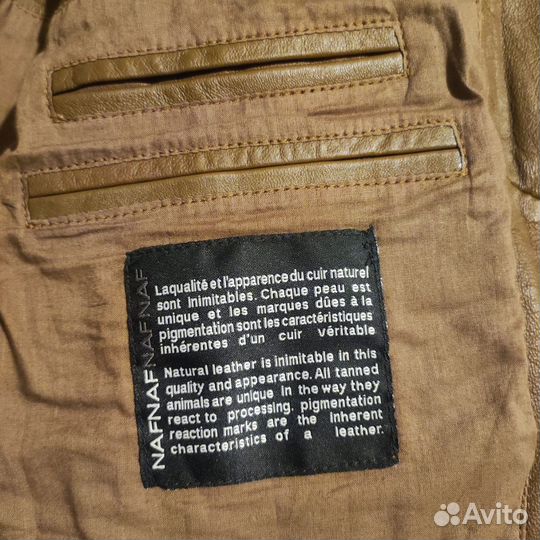 NAFNAFNAFNAF
Laqualité et l'apparence du cuir naturel
sont inimitables. Chaque peau est
unique et les marques dûes à la
pigmentation sont les caractéristiques
inhérentes d'un cuir véritable
Natural leather is inimitable in this
quality and appearance. All tanned
animals are unique in the way they
react to processing. pigmentation
reaction marks are the inherent
characteristics of a leather.
Avito